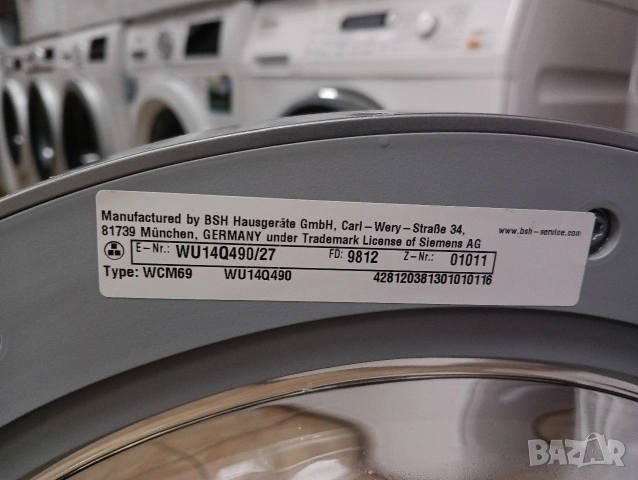 Manufactured by BSH Hausgeräte GmbH, Carl-Wery-Straße 34,
81739 München, GERMANY under Trademark License of Siemens AG
www.bsh-service.com
E-Nr.: WU14Q490/27 FD: 9812 Z-Nr.: 01011
Type: WCM69 WU14Q490 428120381301010116
BAZAR